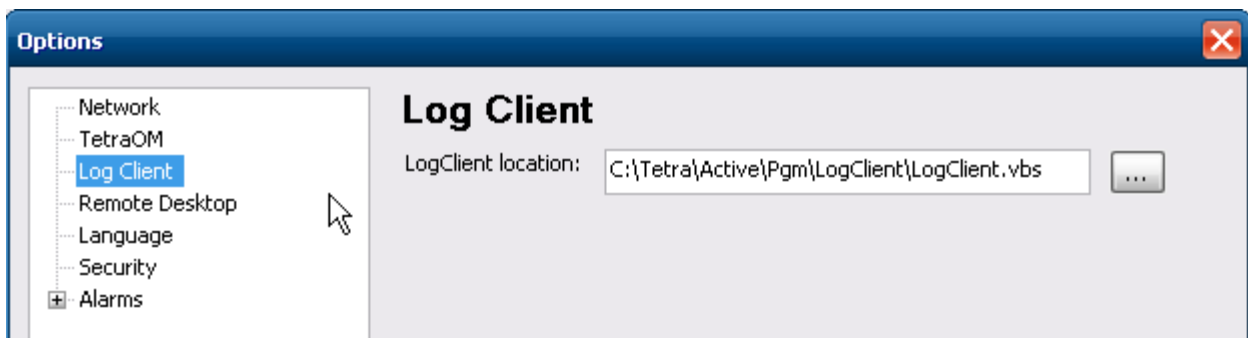 Options
Network
TetraOM
Log Client
Remote Desktop
Language
Security
Alarms
Log Client
LogClient location: C:\Tetra\Active\Pgm\LogClient\LogClient.vbs ...